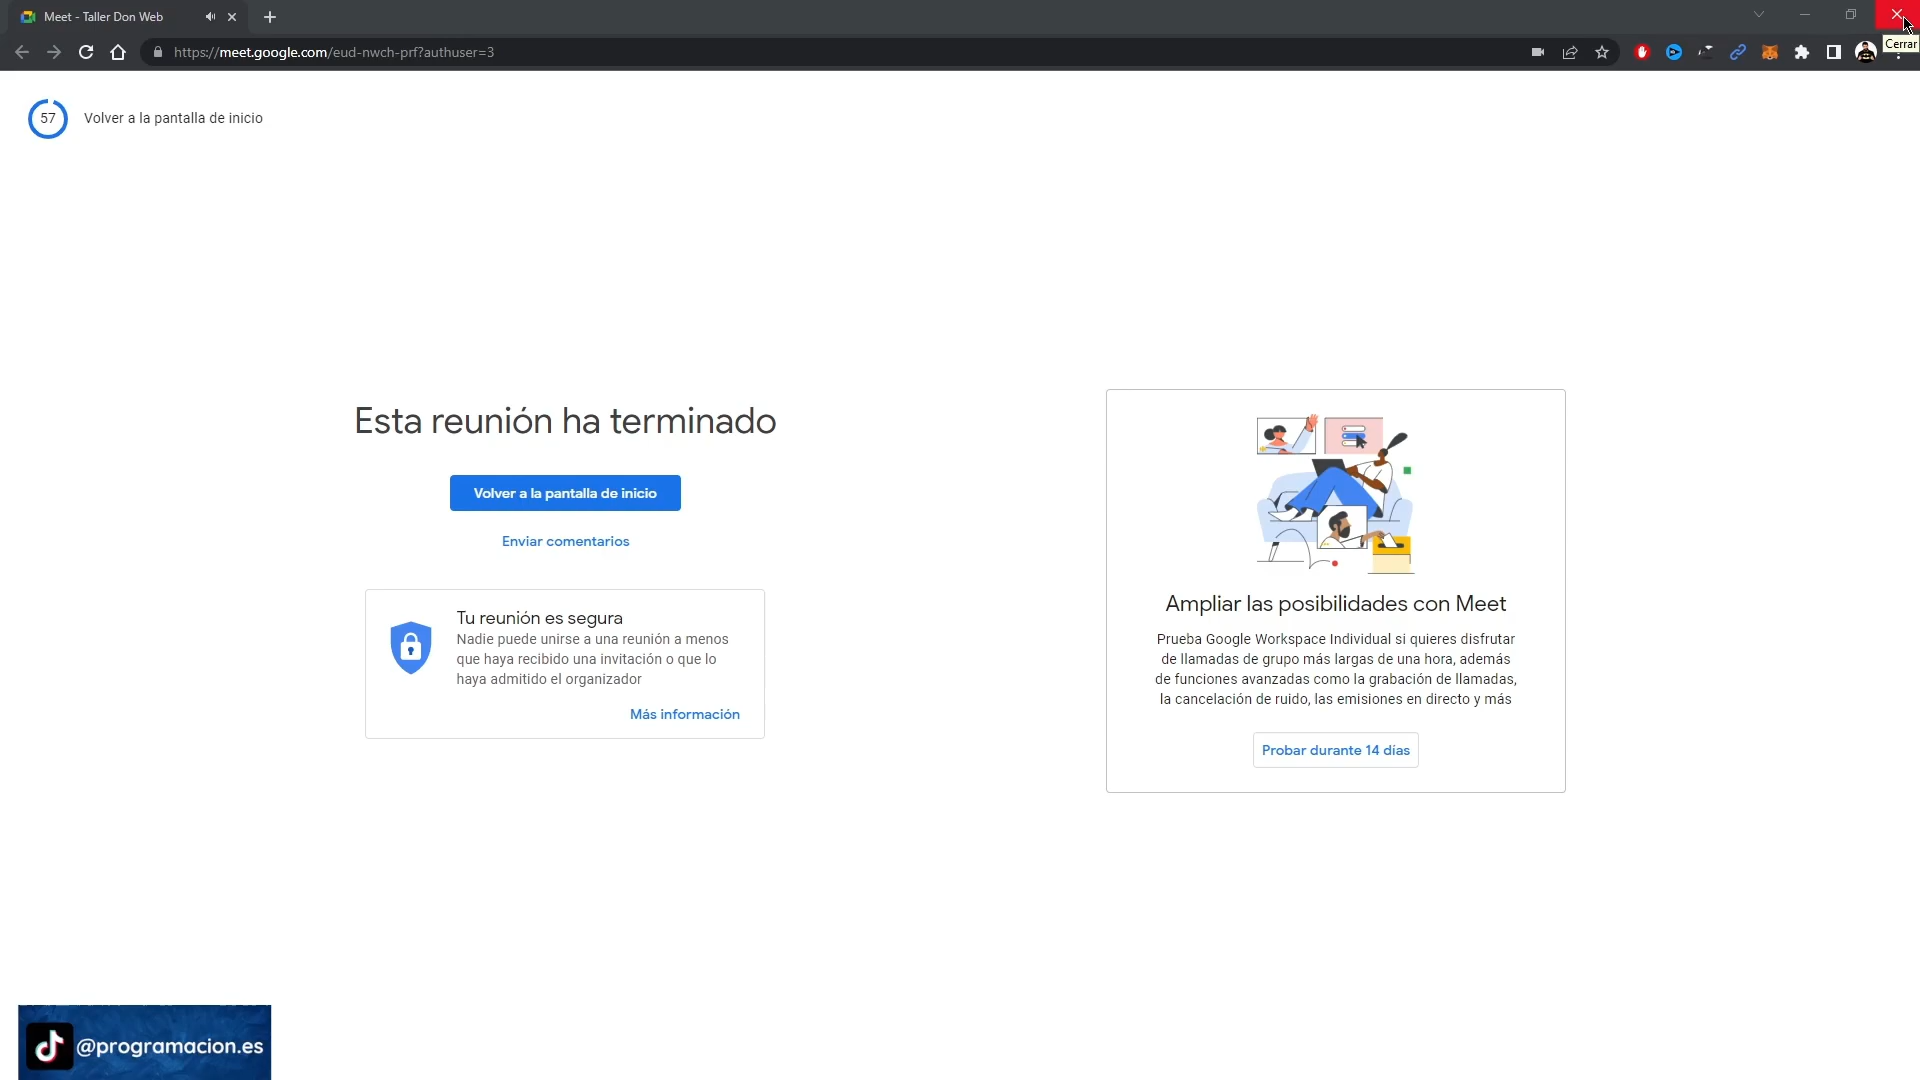 Meet - Taller Don Web
https://meet.google.com/eud-nwch-prf?authuser=3
Cerrar
57
Volver a la pantalla de inicio
Esta reunión ha terminado
Volver a la pantalla de inicio
Enviar comentarios
Tu reunión es segura
Nadie puede unirse a una reunión a menos
que haya recibido una invitación o que lo
haya admitido el organizador
Más información
Ampliar las posibilidades con Meet
Prueba Google Workspace Individual si quieres disfrutar
de llamadas de grupo más largas de una hora, además
de funciones avanzadas como la grabación de llamadas,
la cancelación de ruido, las emisiones en directo y más
Probar durante 14 días
@programacion.es